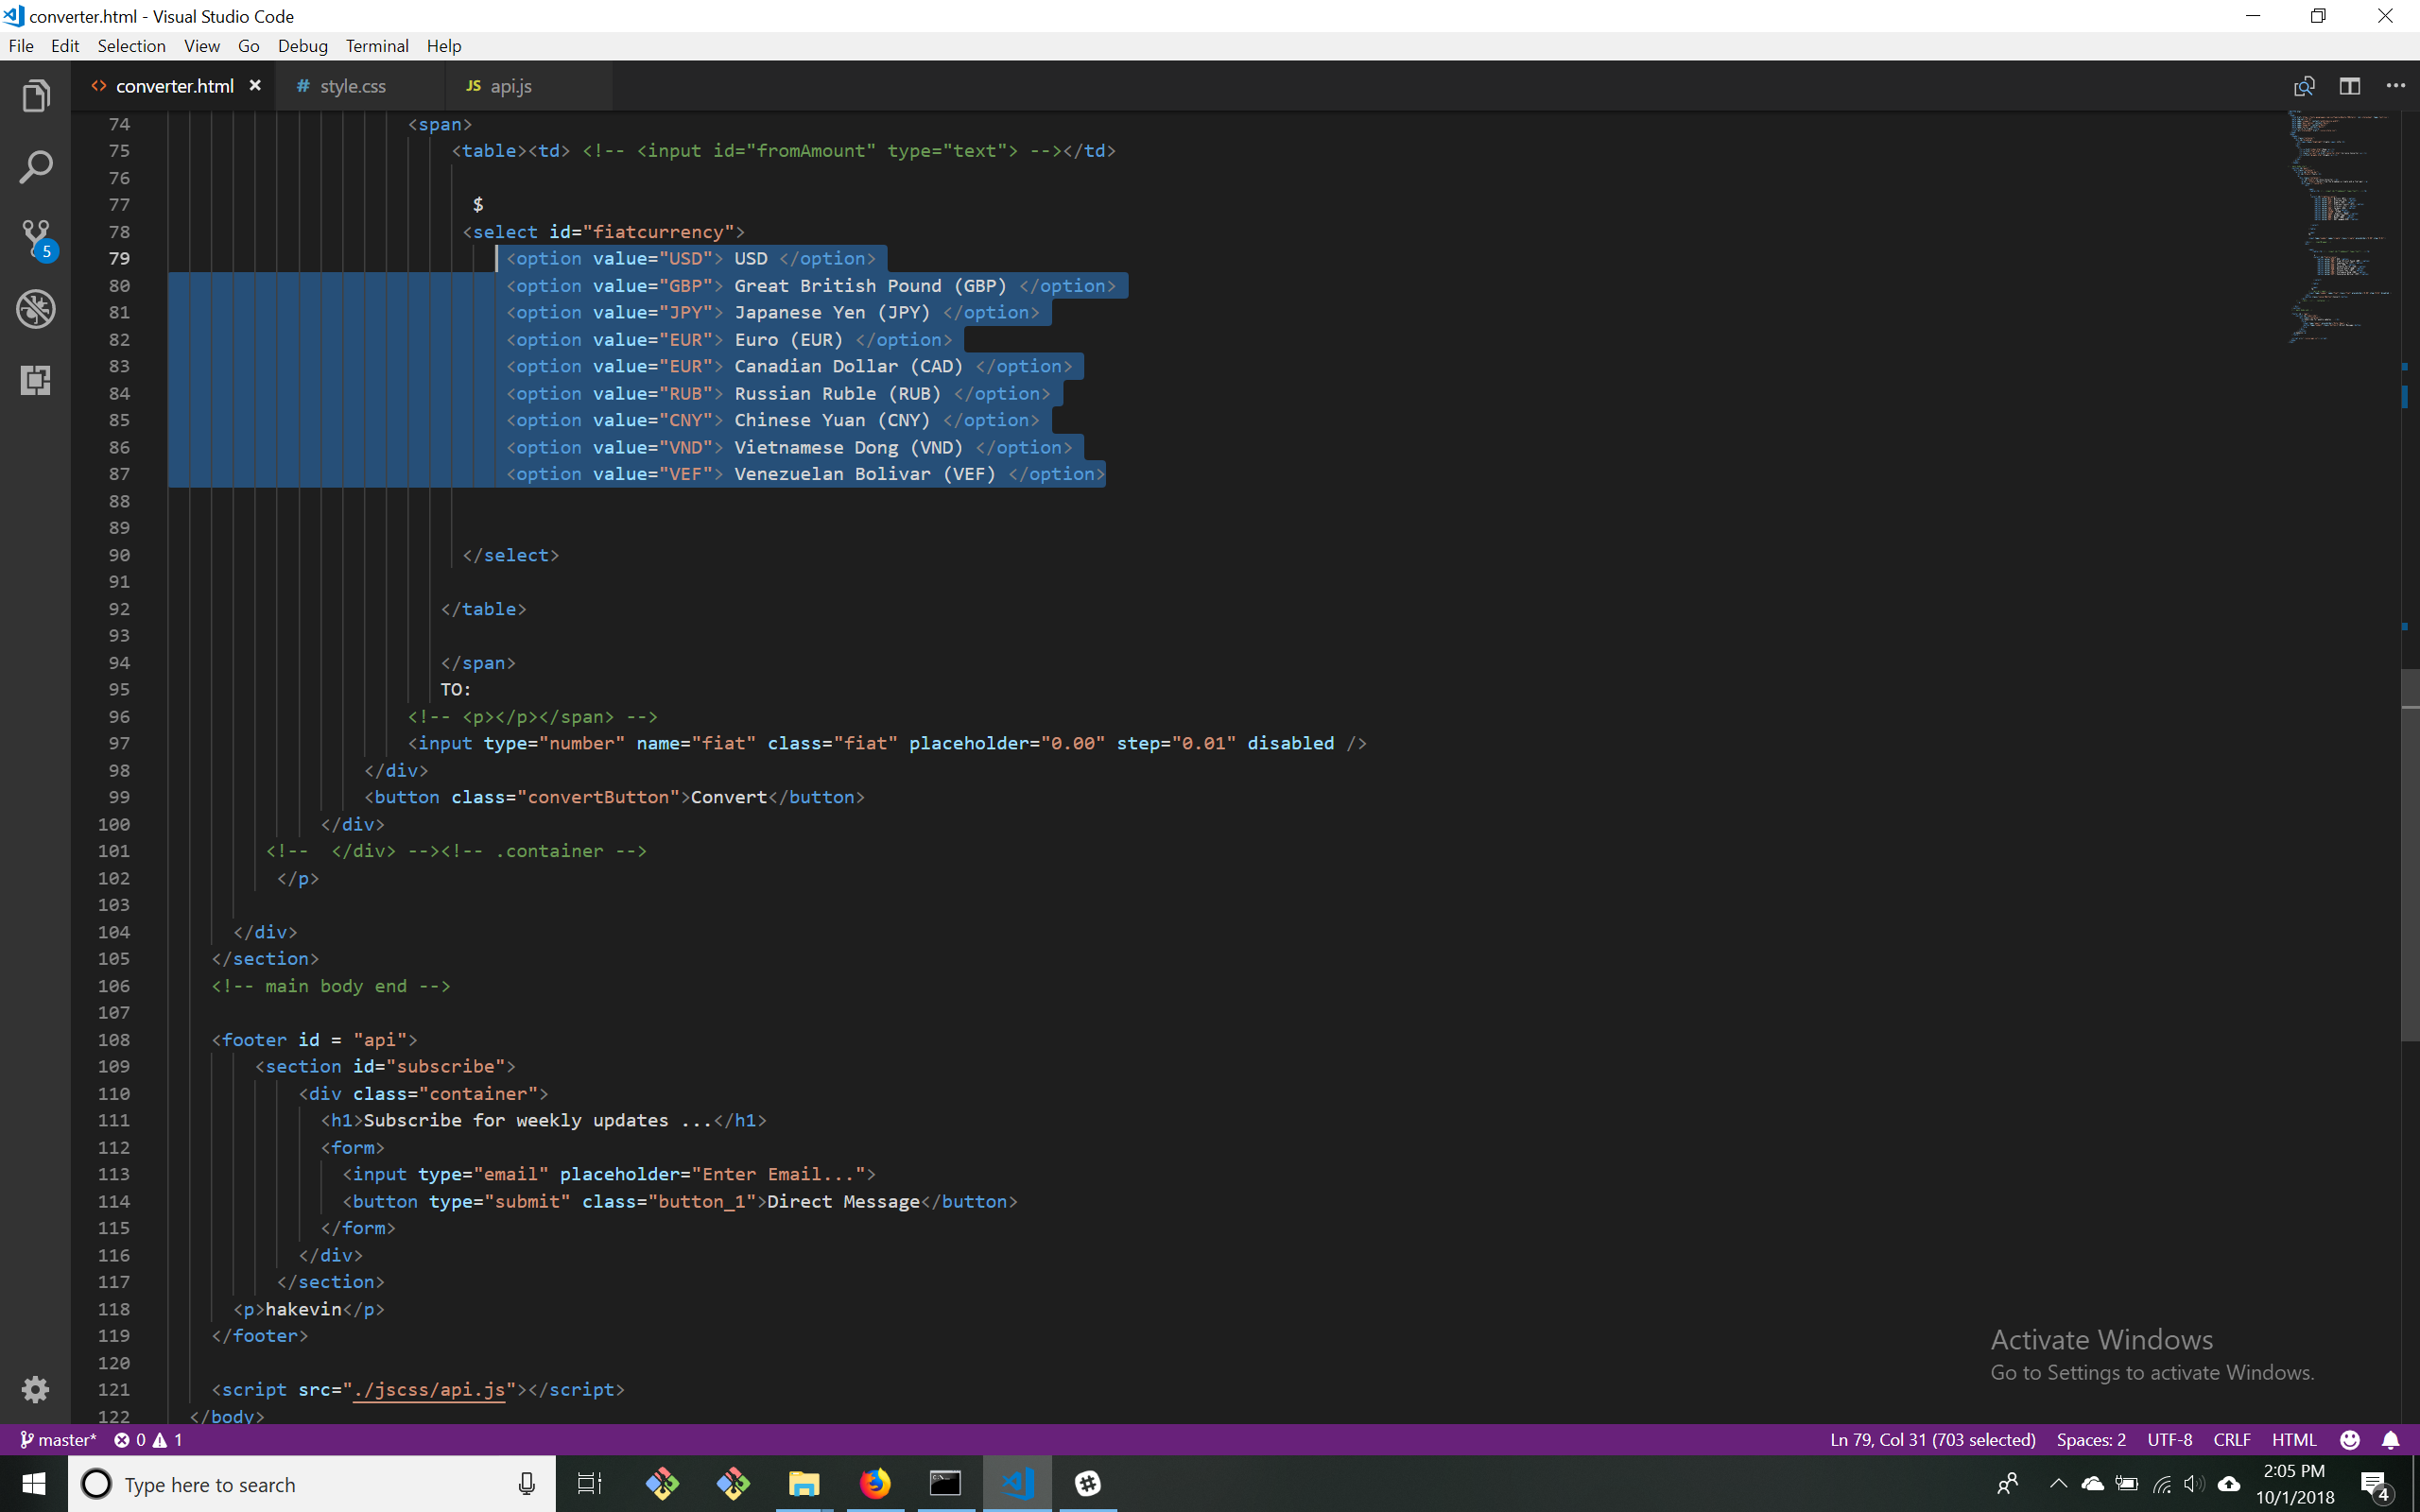 converter.html - Visual Studio Code
File Edit Selection View Go Debug Terminal Help
<> converter.html × # style.css JS api.js
74 <span>
75 <table><td> <!-- <input id="fromAmount" type="text"> --></td>
76
77 $
78 <select id="fiatcurrency">
79 <option value="USD"> USD </option>
80 <option value="GBP"> Great British Pound (GBP) </option>
81 <option value="JPY"> Japanese Yen (JPY) </option>
82 <option value="EUR"> Euro (EUR) </option>
83 <option value="EUR"> Canadian Dollar (CAD) </option>
84 <option value="RUB"> Russian Ruble (RUB) </option>
85 <option value="CNY"> Chinese Yuan (CNY) </option>
86 <option value="VND"> Vietnamese Dong (VND) </option>
87 <option value="VEF"> Venezuelan Bolivar (VEF) </option>
88
89
90 </select>
91
92 </table>
93
94 </span>
95 TO:
96 <!-- <p></p></span> -->
97 <input type="number" name="fiat" class="fiat" placeholder="0.00" step="0.01" disabled />
98 </div>
99 <button class="convertButton">Convert</button>
100 </div>
101 <!--  </div> --><!-- .container -->
102 </p>
103
104 </div>
105 </section>
106 <!-- main body end -->
107
108 <footer id = "api">
109 <section id="subscribe">
110 <div class="container">
111 <h1>Subscribe for weekly updates ...</h1>
112 <form>
113 <input type="email" placeholder="Enter Email...">
114 <button type="submit" class="button_1">Direct Message</button>
115 </form>
116 </div>
117 </section>
118 <p>hakevin</p>
119 </footer>
120
121 <script src="./jscss/api.js"></script>
122 </body>
5
Activate Windows
Go to Settings to activate Windows.
master* 0 1 Ln 79, Col 31 (703 selected) Spaces: 2 UTF-8 CRLF HTML
Type here to search
2:05 PM
10/1/2018
4